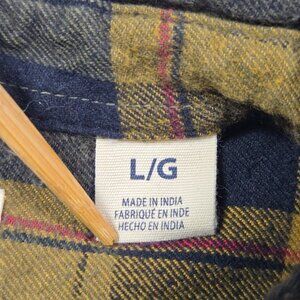 L/G
MADE IN INDIA
FABRIQUÉ EN INDE
HECHO EN INDIA